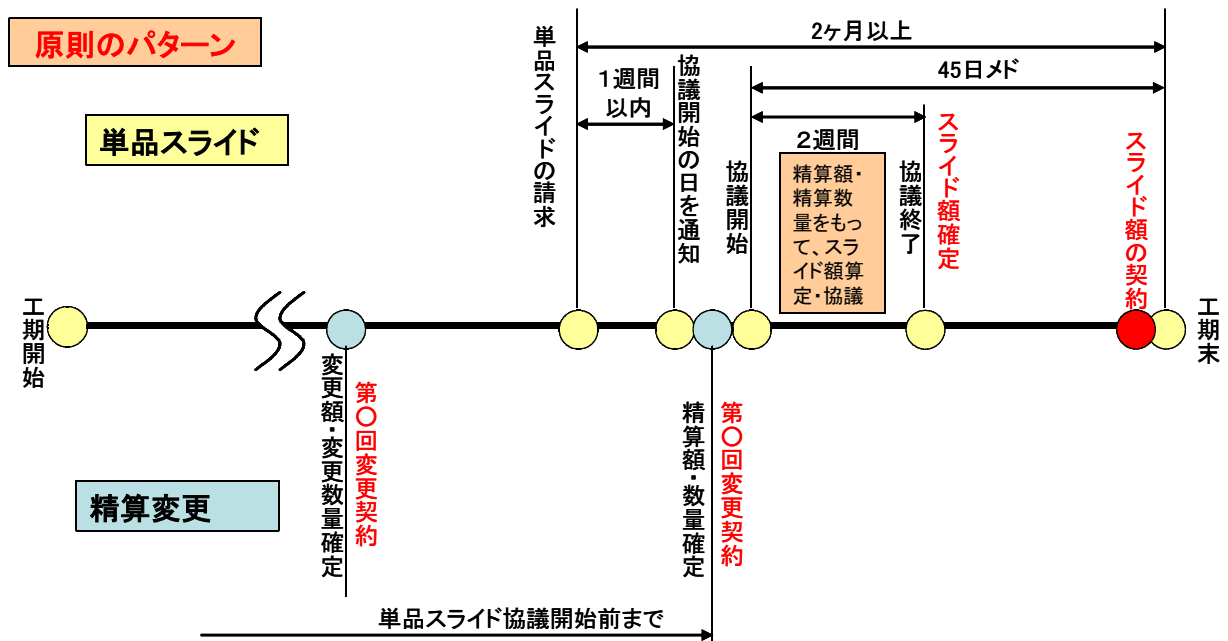 原則のパターン
単品スライド
単品スライドの請求
2ヶ月以上
1週間
以内
協議開始の日を通知
45日メド
協議開始
2週間
精算額・
精算数
量をもっ
て、スラ
イド額算
定・協議
協議終了
スライド額確定
スライド額の契約
工期開始
工期末
変更額・変更数量確定
第〇回変更契約
精算額・数量確定
第〇回変更契約
精算変更
単品スライド協議開始前まで